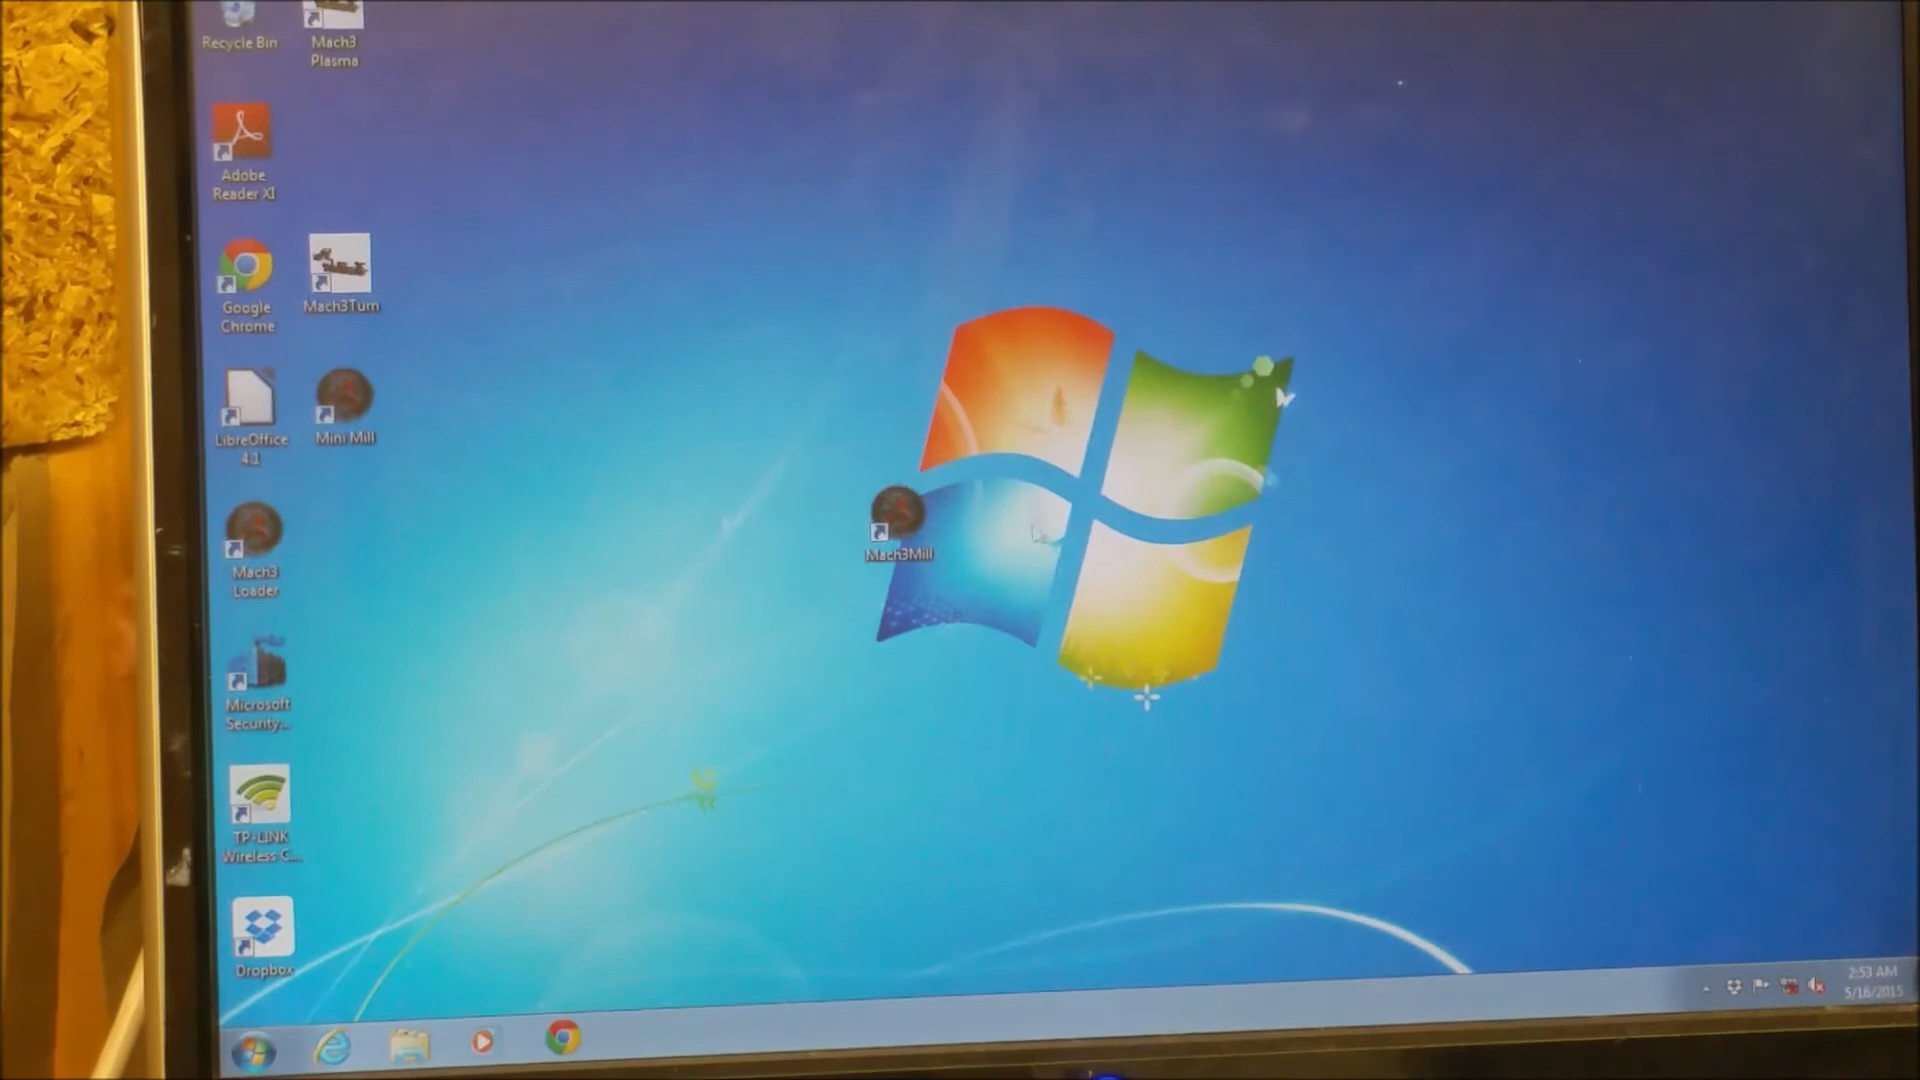 Recycle Bin
Mach3
Plasma
Adobe
Reader XI
Google
Chrome
Mach3Turn
LibreOffice
4.1
Mini Mill
Mach3
Loader
Mach3Mill
Microsoft
Security...
TP-LINK
Wireless C...
Dropbox
2:53 AM
5/16/2015